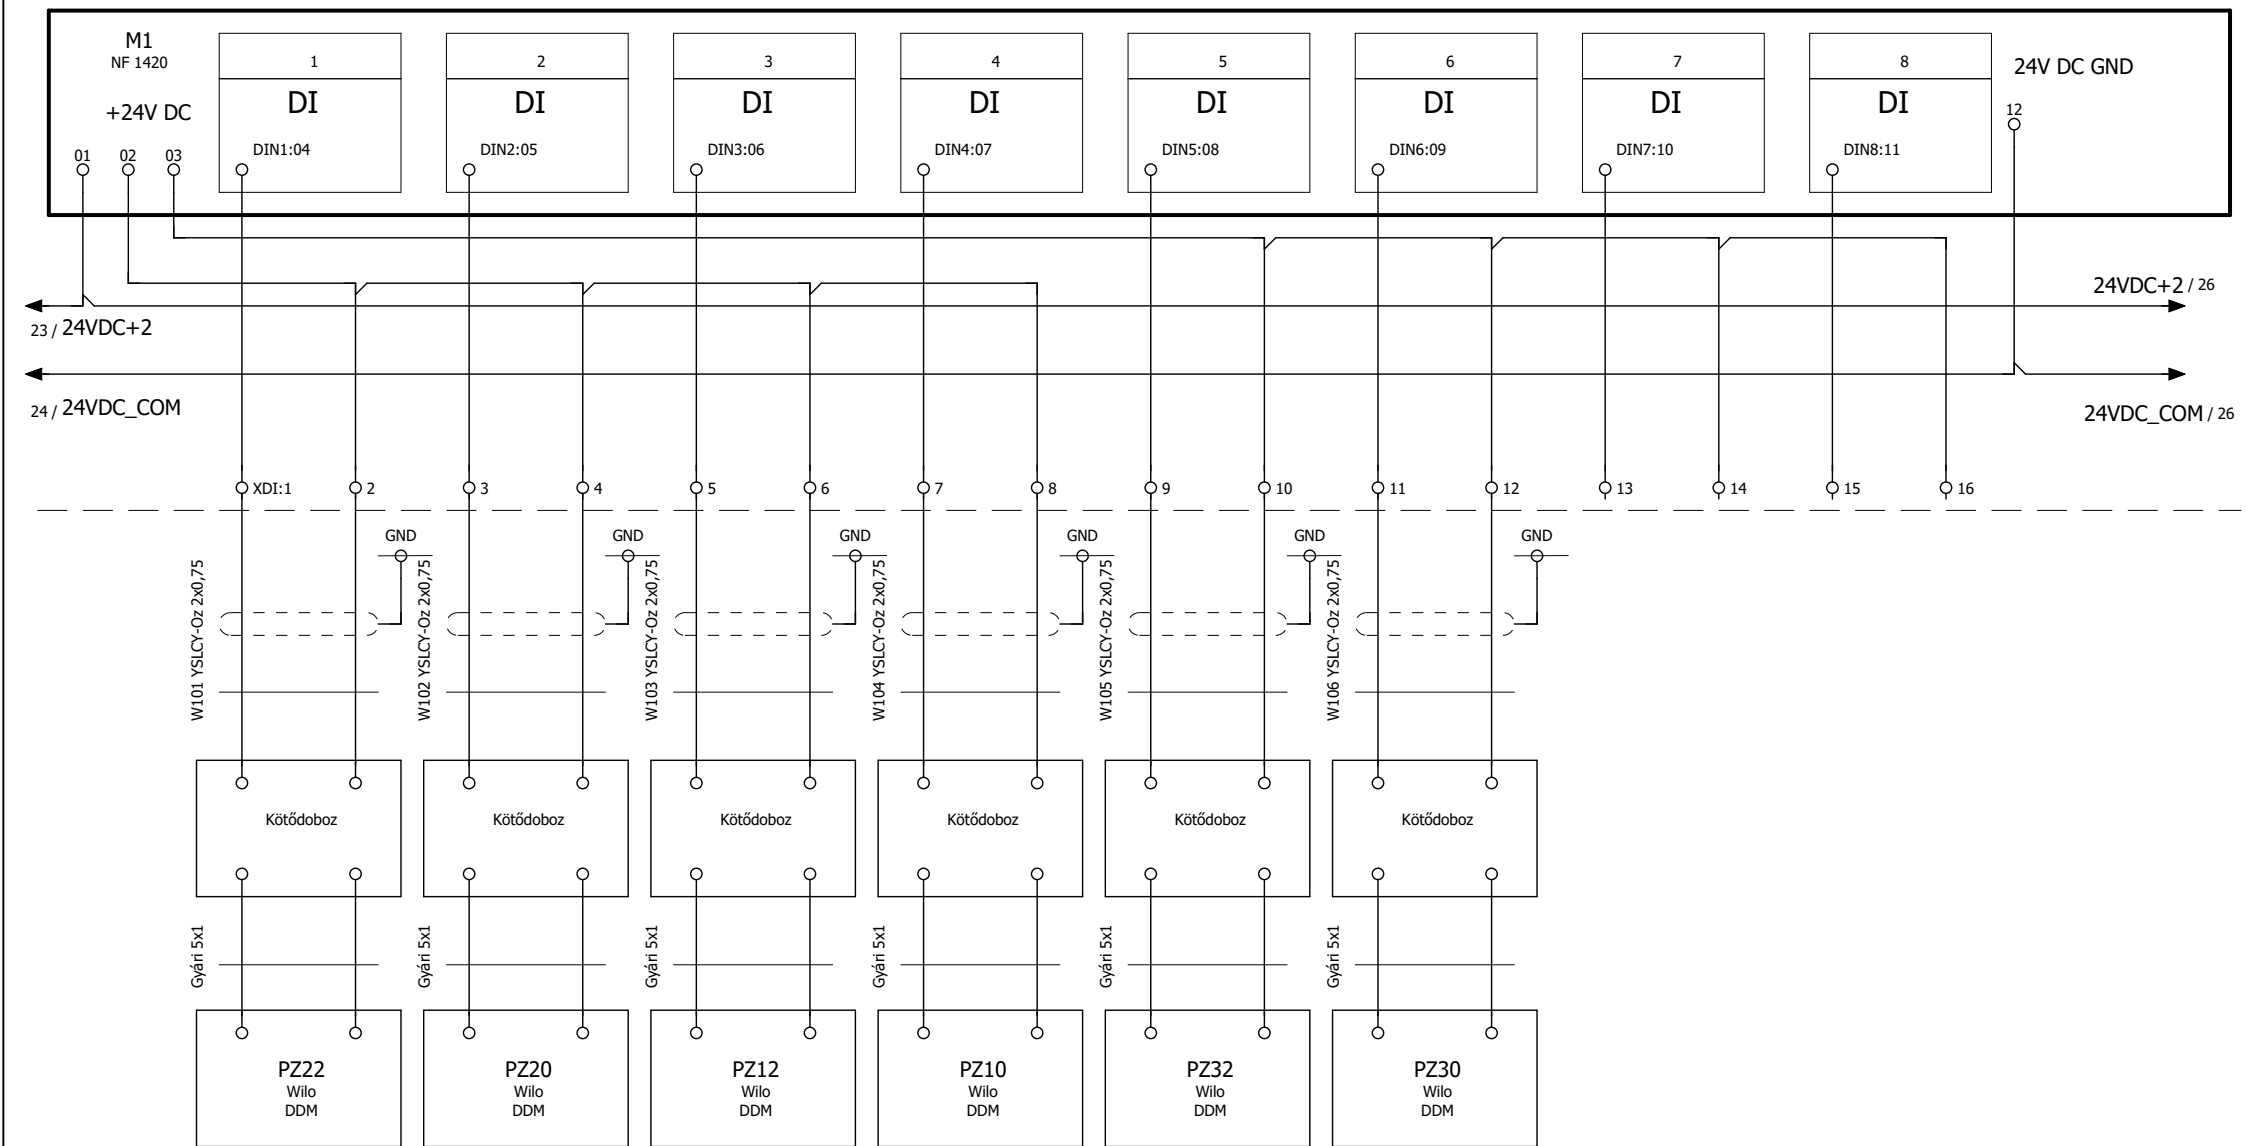 M1
NF 1420
+24V DC
01
02
03
1
DI
DIN1:04
2
DI
DIN2:05
3
DI
DIN3:06
4
DI
DIN4:07
5
DI
DIN5:08
6
DI
DIN6:09
7
DI
DIN7:10
8
DI
DIN8:11
24V DC GND
12
24VDC+2 / 26
23 / 24VDC+2
24 / 24VDC_COM
24VDC_COM / 26
XDI:1
2
3
4
5
6
7
8
9
10
11
12
13
14
15
16
GND
GND
GND
GND
GND
GND
W101 YSLCY-Oz 2x0,75
W102 YSLCY-Oz 2x0,75
W103 YSLCY-Oz 2x0,75
W104 YSLCY-Oz 2x0,75
W105 YSLCY-Oz 2x0,75
W106 YSLCY-Oz 2x0,75
Kötődoboz
Kötődoboz
Kötődoboz
Kötődoboz
Kötődoboz
Kötődoboz
Gyári 5x1
Gyári 5x1
Gyári 5x1
Gyári 5x1
Gyári 5x1
Gyári 5x1
PZ22
Wilo
DDM
PZ20
Wilo
DDM
PZ12
Wilo
DDM
PZ10
Wilo
DDM
PZ32
Wilo
DDM
PZ30
Wilo
DDM